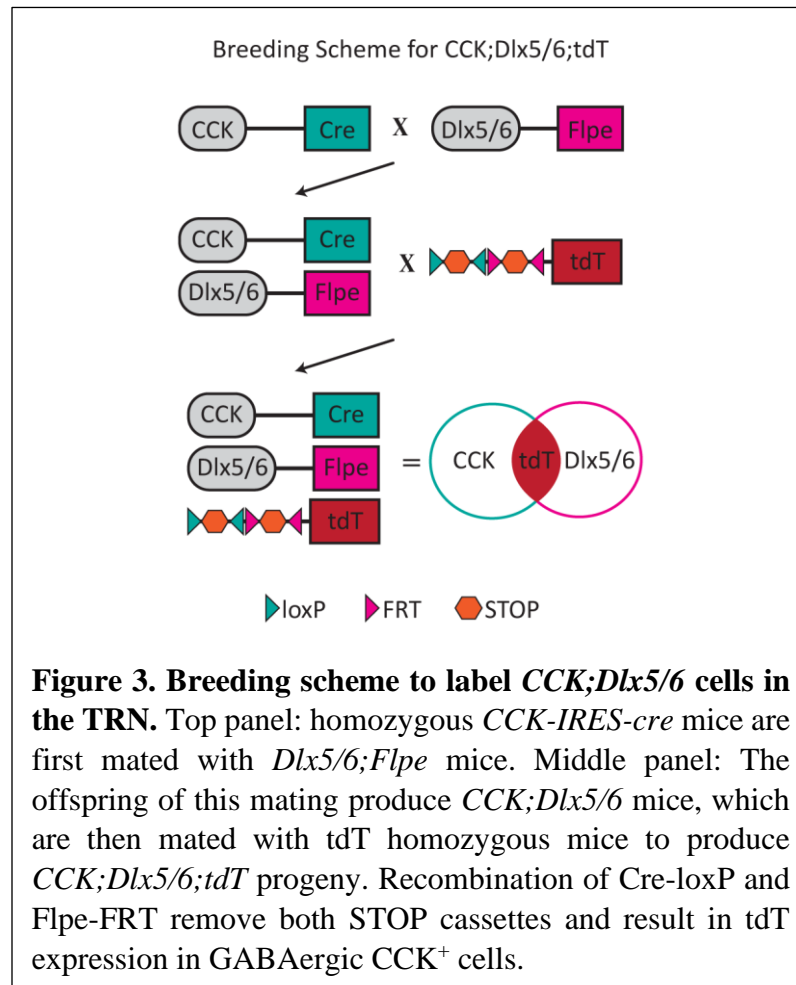 Breeding Scheme for CCK;Dlx5/6;tdT
CCK Cre X Dlx5/6 Flpe
CCK Cre
X tdT
Dlx5/6 Flpe
CCK Cre
Dlx5/6 Flpe = CCK tdT Dlx5/6
tdT
loxP FRT STOP
Figure 3. Breeding scheme to label CCK;Dlx5/6 cells in
the TRN. Top panel: homozygous CCK-IRES-cre mice are
first mated with Dlx5/6;Flpe mice. Middle panel: The
offspring of this mating produce CCK;Dlx5/6 mice, which
are then mated with tdT homozygous mice to produce
CCK;Dlx5/6;tdT progeny. Recombination of Cre-loxP and
Flpe-FRT remove both STOP cassettes and result in tdT
expression in GABAergic CCK⁺ cells.